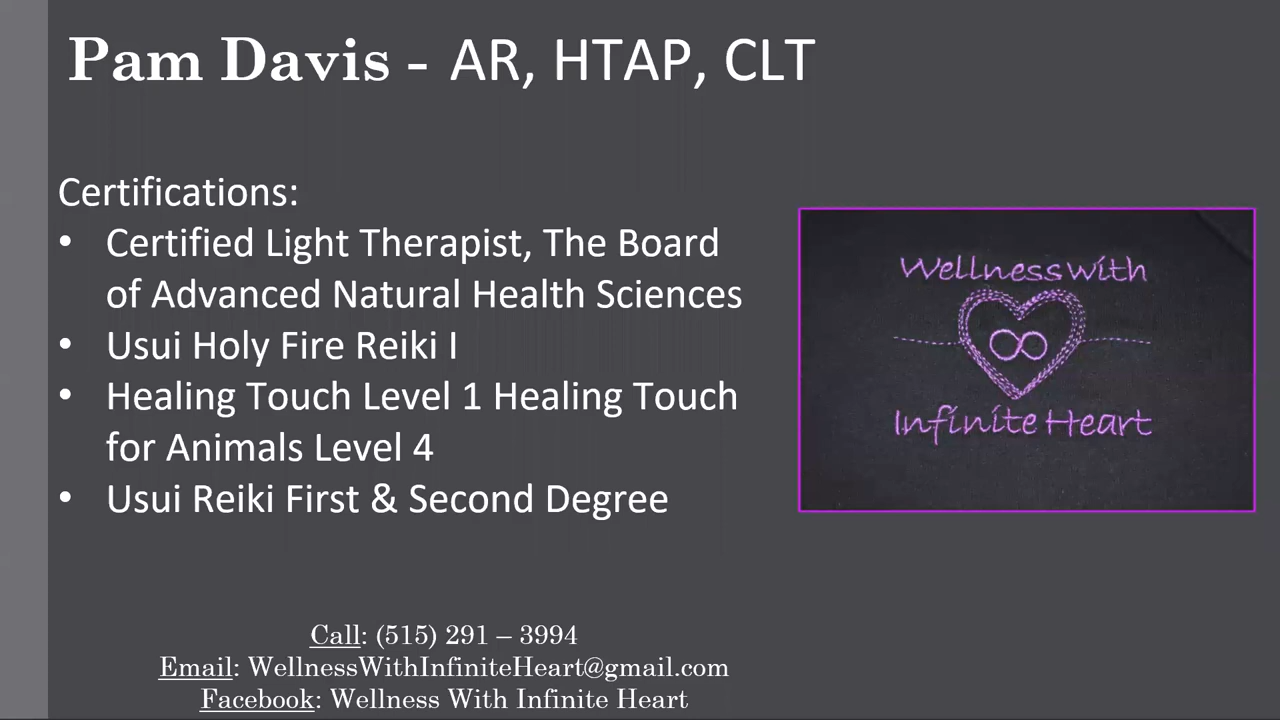 Pam Davis - AR, HTAP, CLT
Certifications:
• Certified Light Therapist, The Board
of Advanced Natural Health Sciences
• Usui Holy Fire Reiki I
• Healing Touch Level 1 Healing Touch
for Animals Level 4
• Usui Reiki First & Second Degree
Wellness with
Infinite Heart
Call: (515) 291 – 3994
Email: WellnessWithInfiniteHeart@gmail.com
Facebook: Wellness With Infinite Heart